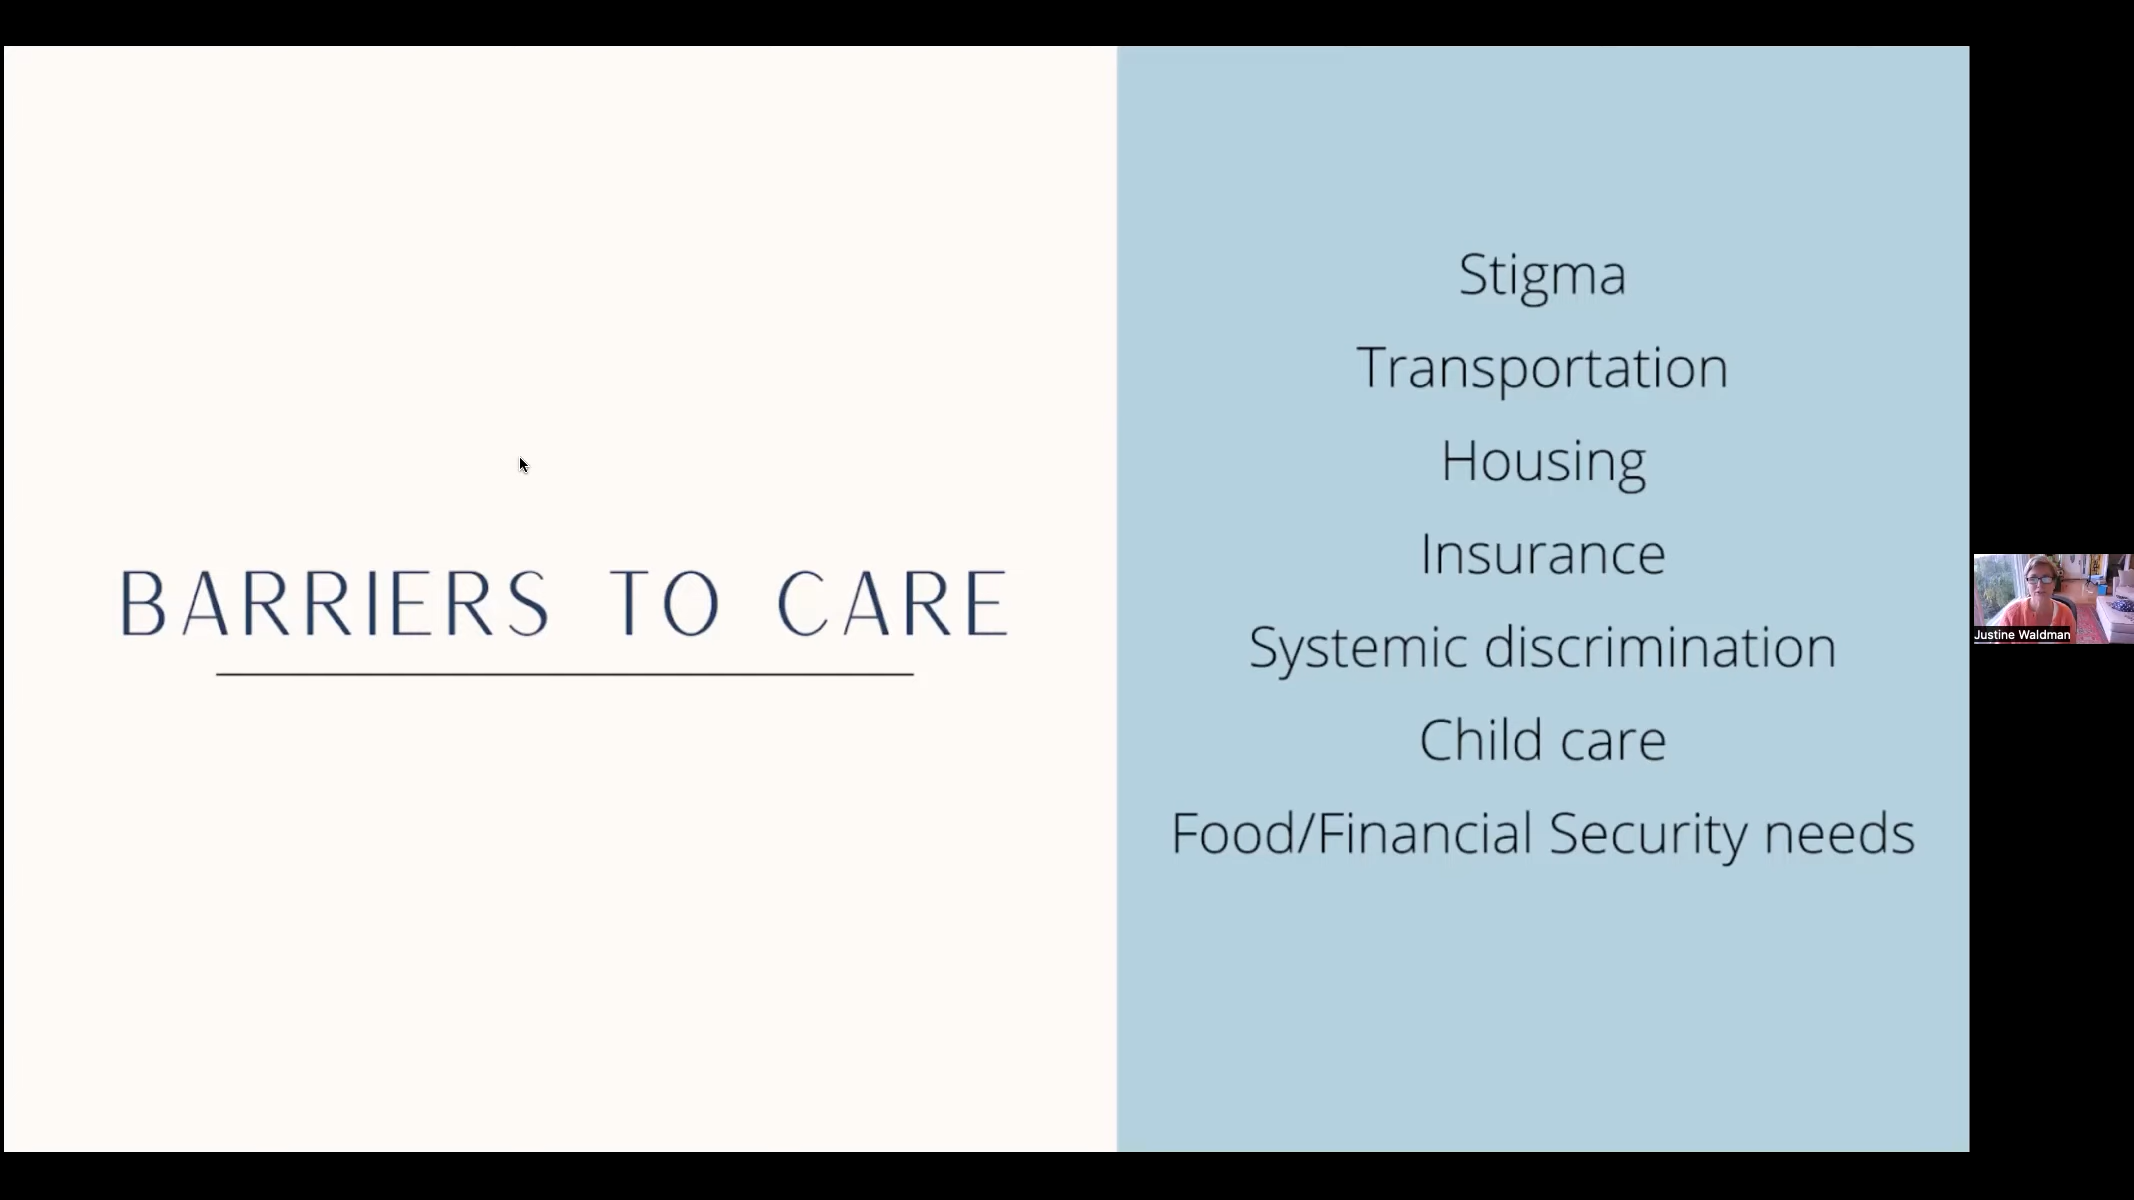 BARRIERS TO CARE
Stigma
Transportation
Housing
Insurance
Systemic discrimination
Child care
Food/Financial Security needs
Justine Waldman